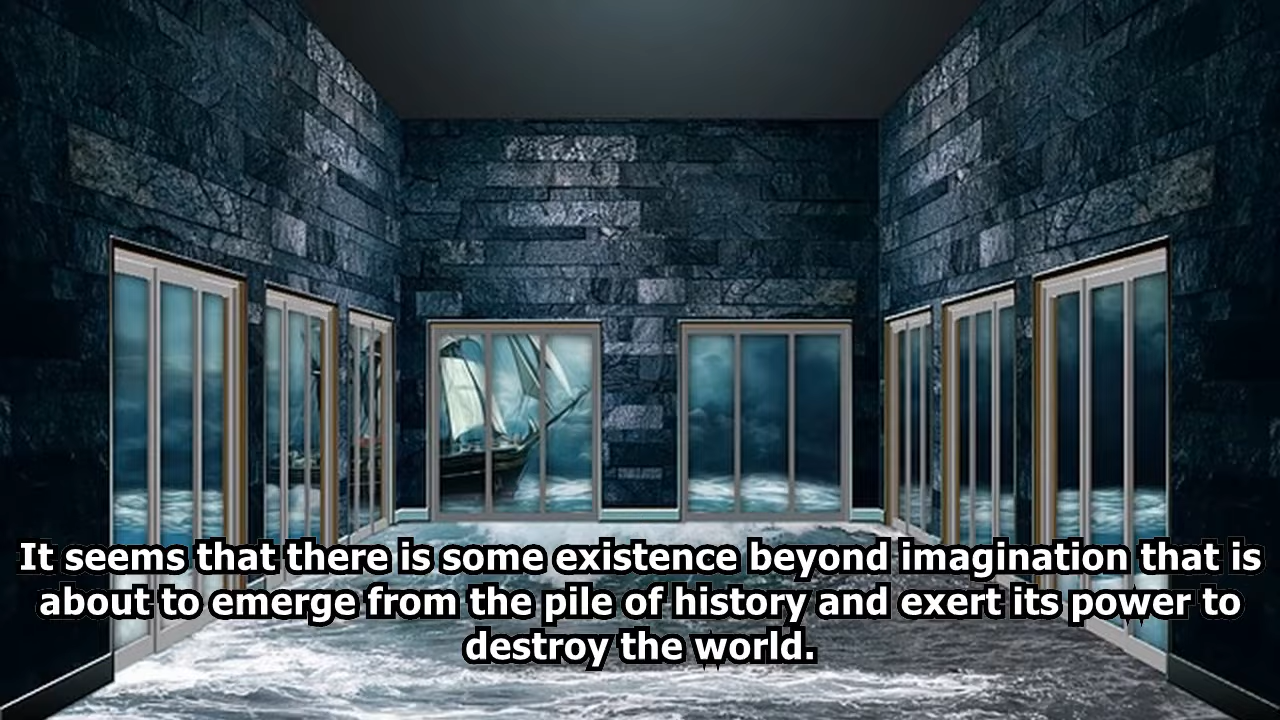 It seems that there is some existence beyond imagination that is
about to emerge from the pile of history and exert its power to
destroy the world.